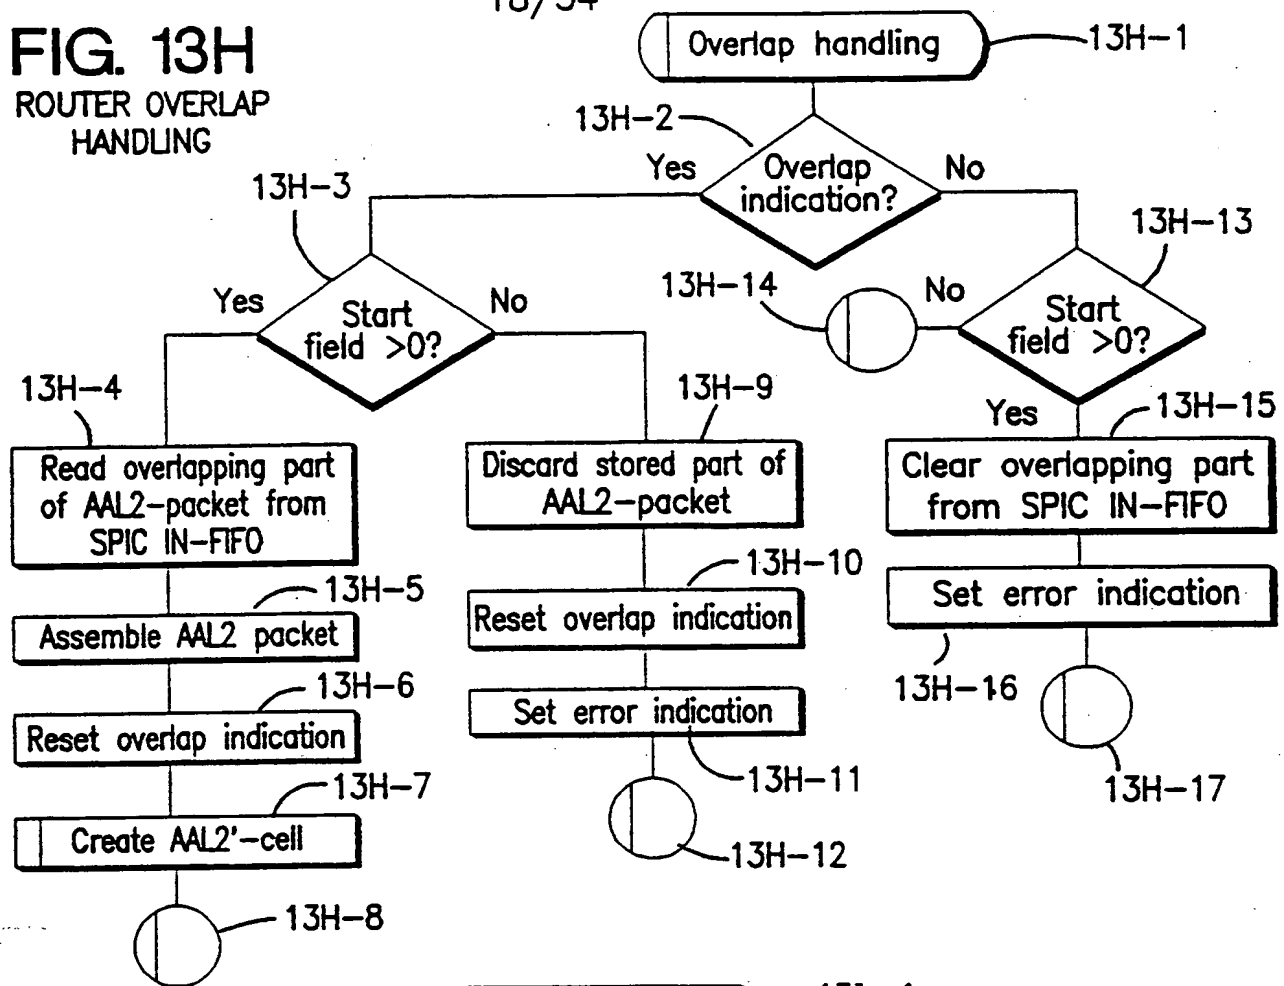 18/34
FIG. 13H
ROUTER OVERLAP
HANDLING
Overlap handling
13H-1
13H-2
Overlap
indication?
Yes
No
13H-3
Start
field >0?
Yes
No
13H-13
Start
field >0?
No
Yes
13H-14
13H-4
Read overlapping part
of AAL2-packet from
SPIC IN-FIFO
13H-5
Assemble AAL2 packet
13H-6
Reset overlap indication
13H-7
Create AAL2'-cell
13H-8
13H-9
Discard stored part of
AAL2-packet
13H-10
Reset overlap indication
Set error indication
13H-11
13H-12
13H-15
Clear overlapping part
from SPIC IN-FIFO
Set error indication
13H-16
13H-17